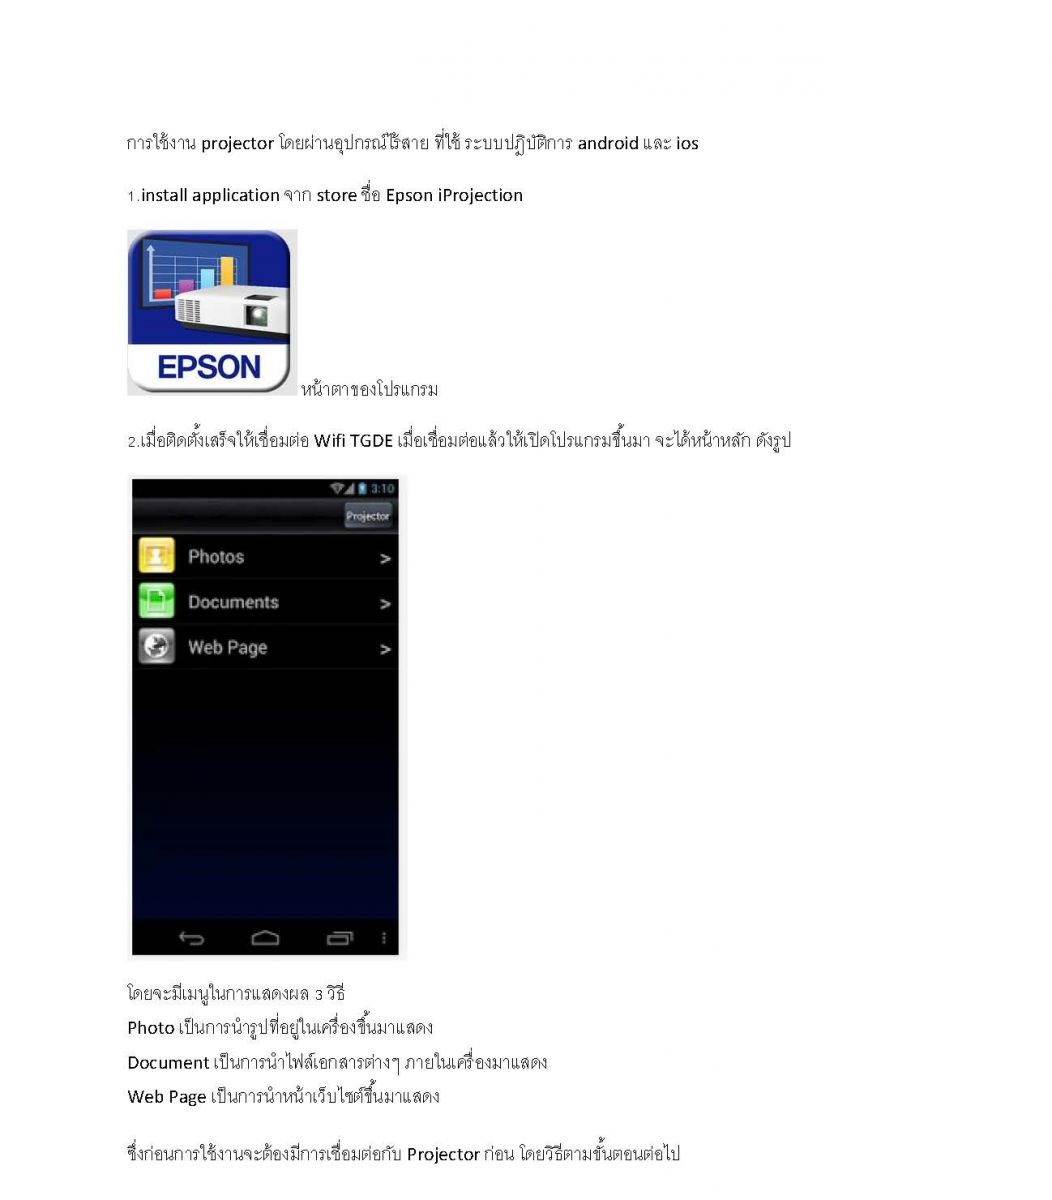 การใช้งาน projector โดยผ่านอุปกรณ์ไร้สาย ที่ใช้ ระบบปฎิบัติการ android และ ios
1.install application จาก store ชื่อ Epson iProjection
EPSON
หน้าตาของโปรแกรม
2.เมื่อติดตั้งเสร็จให้เชื่อมต่อ Wifi TGDE เมื่อเชื่อมต่อแล้วให้เปิดโปรแกรมขึ้นมา จะได้หน้าหลัก ดังรูป
3:10
Projector
Photos >
Documents >
Web Page >
โดยจะมีเมนูในการแสดงผล 3 วิธี
Photo เป็นการนำรูปที่อยู่ในเครื่องขึ้นมาแสดง
Document เป็นการนำไฟล์เอกสารต่างๆ ภายในเครื่องมาแสดง
Web Page เป็นการนำหน้าเว็บไซต์ขึ้นมาแสดง
ซึ่งก่อนการใช้งานจะต้องมีการเชื่อมต่อกับ Projector ก่อน โดยวิธีตามขั้นตอนต่อไป